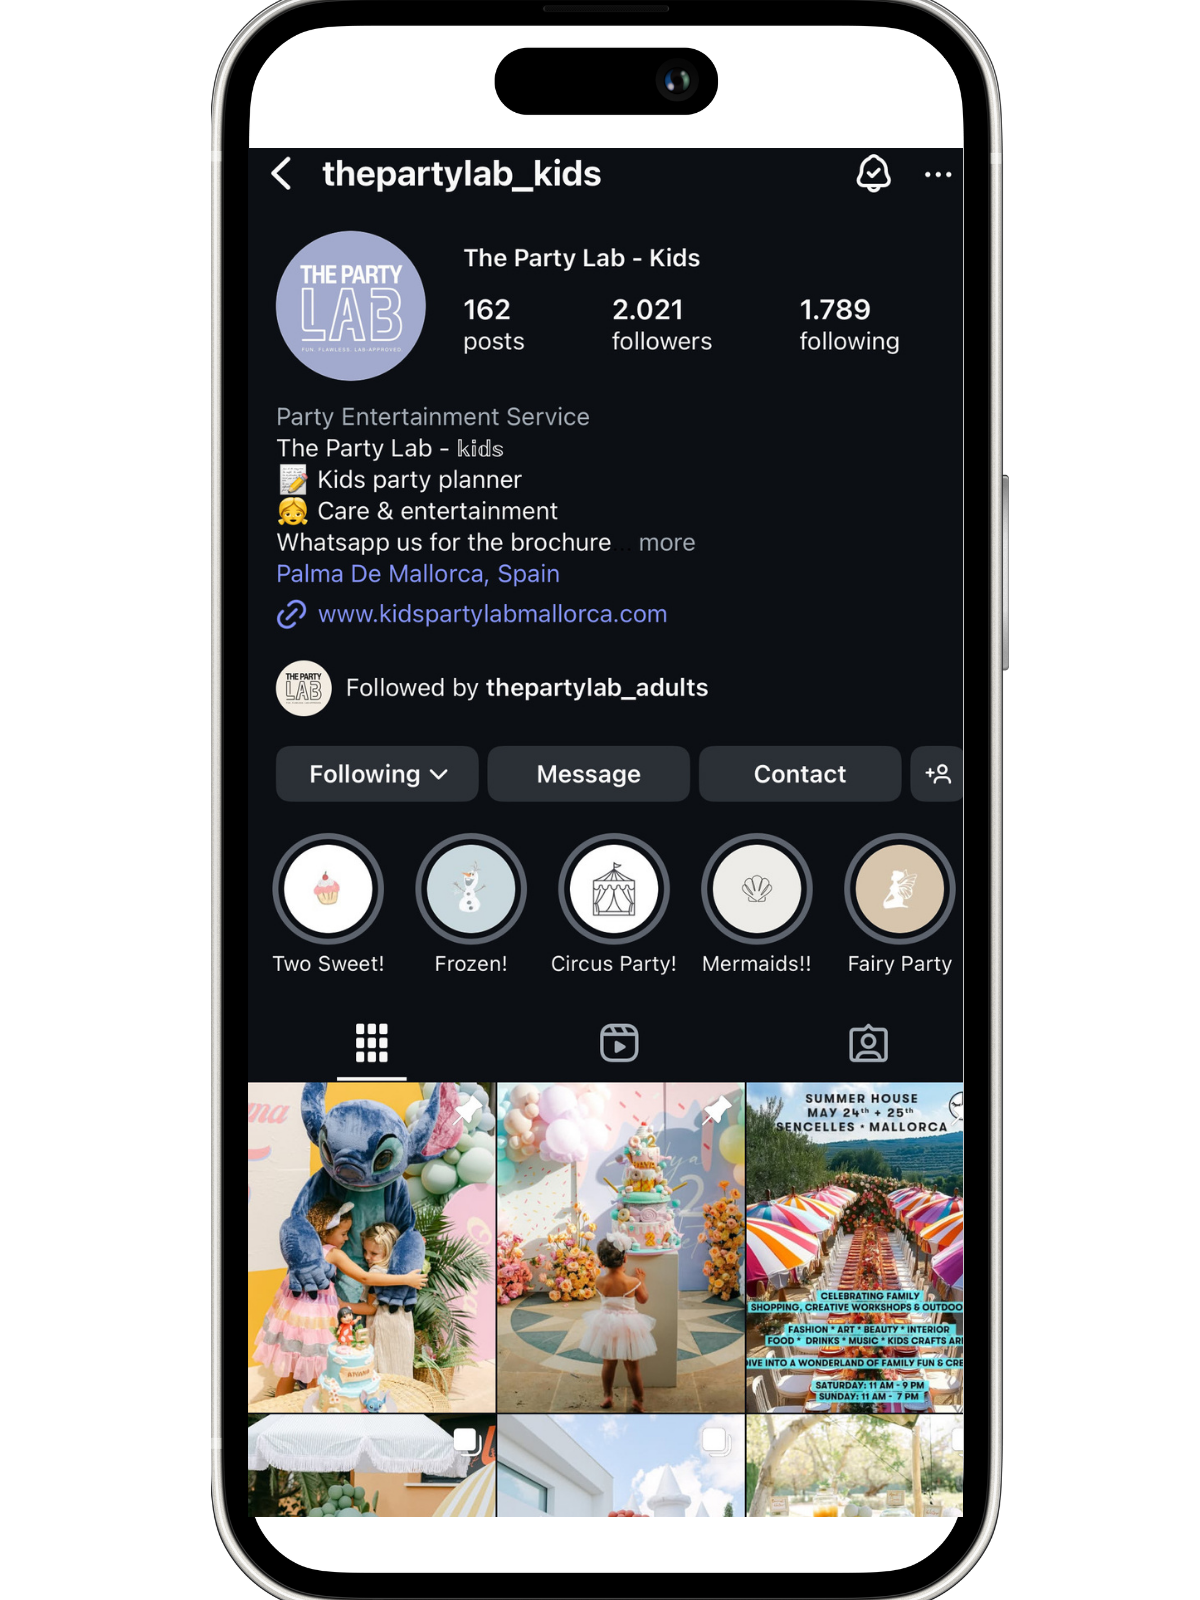 thepartylab_kids
THE PARTY
LAB
FUN. FLAWLESS. LAB-APPROVED.
The Party Lab - Kids
162 2.021 1.789
posts followers following
Party Entertainment Service
The Party Lab - 𝕜𝕚𝕕𝕤
Kids party planner
Care & entertainment
Whatsapp us for the brochure... more
Palma De Mallorca, Spain
www.kidspartylabmallorca.com
THE PARTY
LAB
Followed by thepartylab_adults
Following Message Contact
Two Sweet! Frozen! Circus Party! Mermaids!! Fairy Party
SUMMER HOUSE
MAY 24th + 25th
SENCELLES • MALLORCA
CELEBRATING FAMILY
SHOPPING, CREATIVE WORKSHOPS & OUTDOO
FASHION * ART * BEAUTY * INTERIOR
FOOD * DRINKS * MUSIC * KIDS CRAFTS AR
IVE INTO A WONDERLAND OF FAMILY FUN & CRE
SATURDAY: 11 AM - 9 PM
SUNDAY: 11 AM - 7 PM